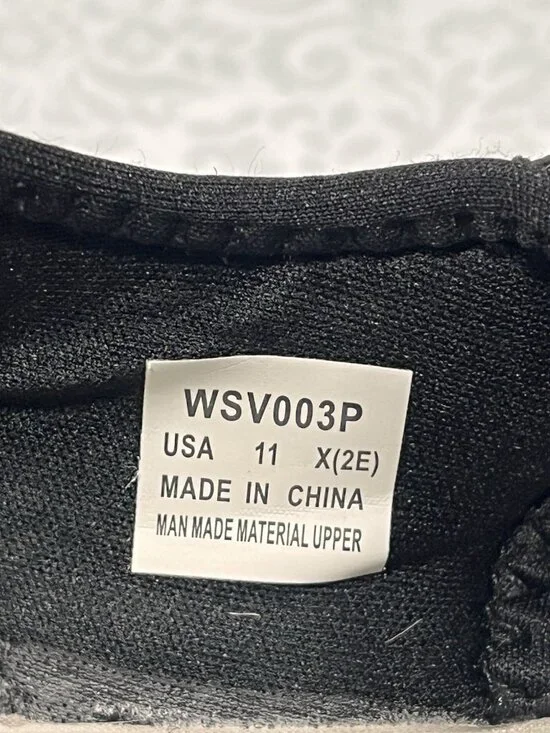 WSV003P
USA 11 X(2E)
MADE IN CHINA
MAN MADE MATERIAL UPPER